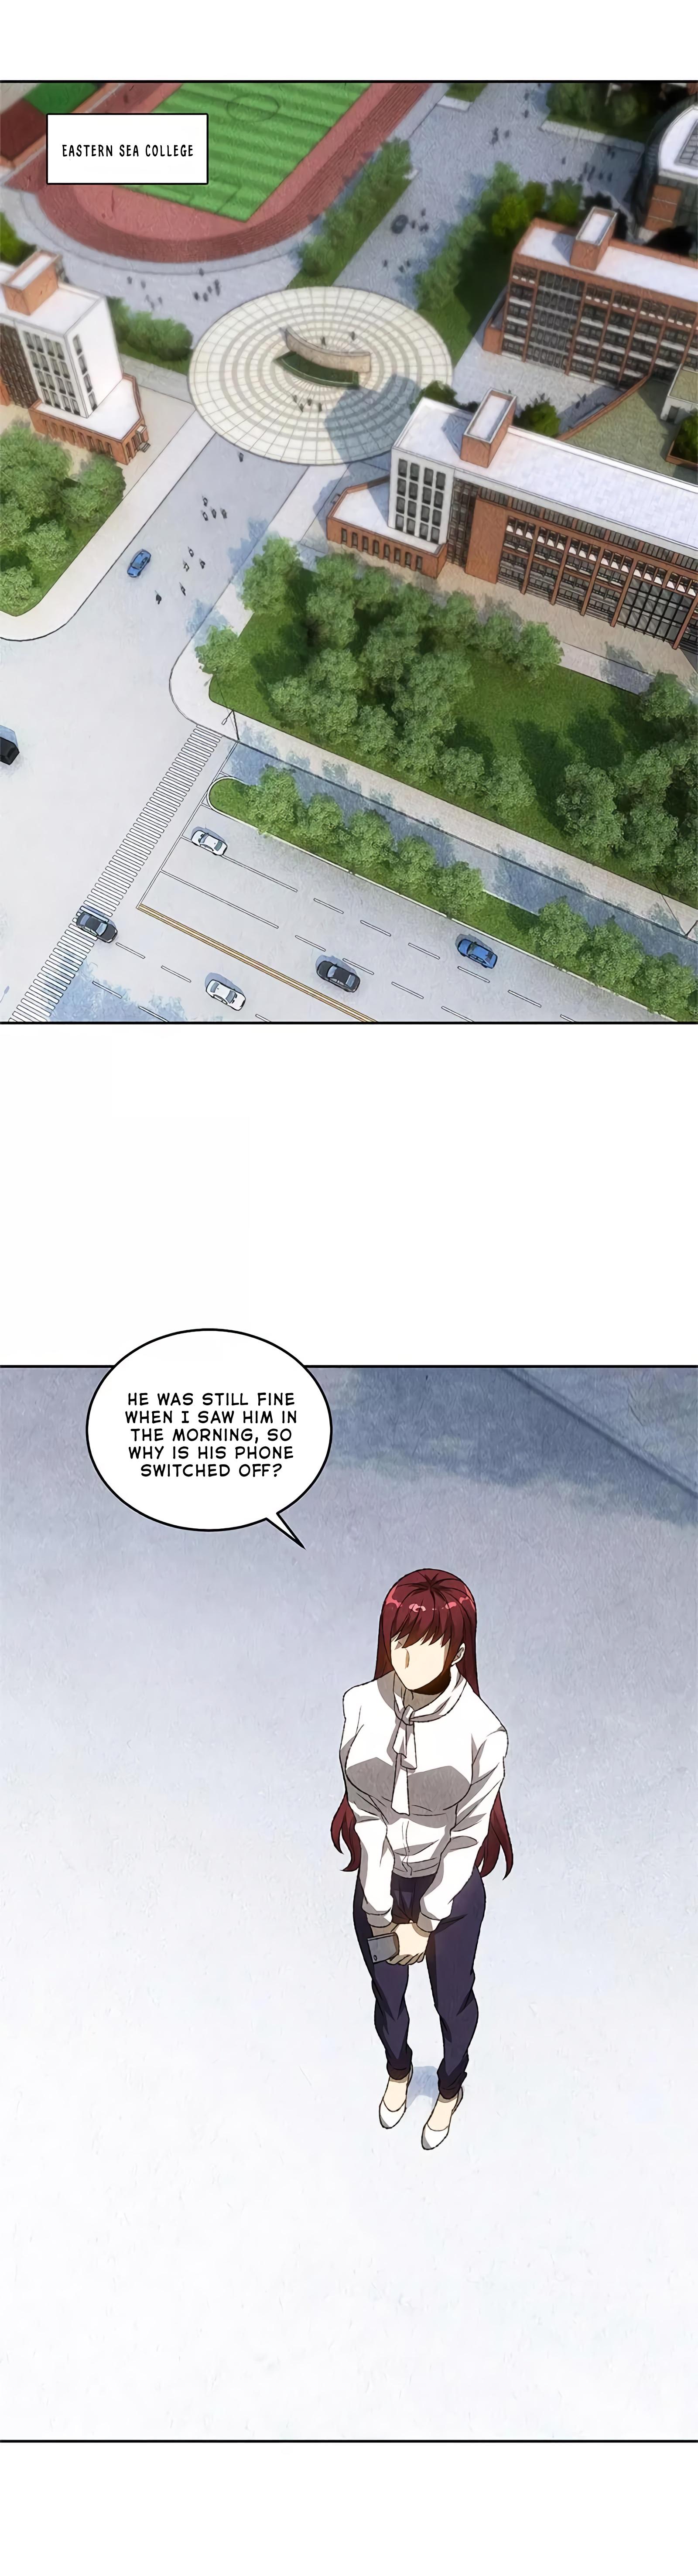 EASTERN SEA COLLEGE
HE WAS STILL FINE
WHEN I SAW HIM IN
THE MORNING, SO
WHY IS HIS PHONE
SWITCHED OFF?